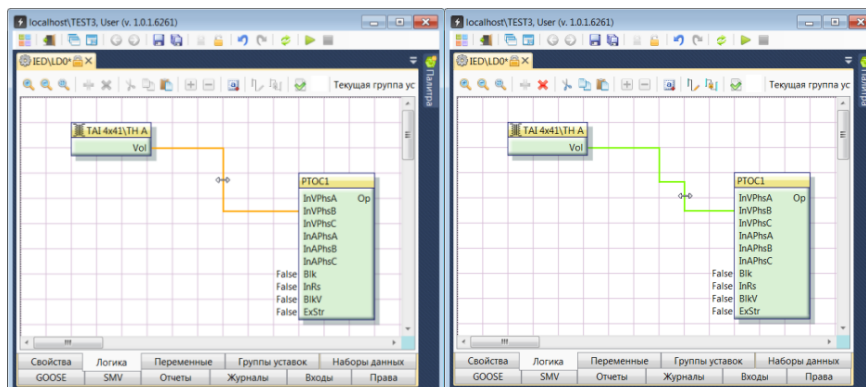 localhost\TEST3, User (v. 1.0.1.6261)
IED\LD0*
Текущая группа ус
Палитра
TAI 4x41\TH A
Vol
PTOC1
InVPhsA Op
InVPhsB
InVPhsC
InAPhsA
InAPhsB
InAPhsC
False Blk
False InRs
False BlkV
False ExStr
Свойства Логика Переменные Группы уставок Наборы данных
GOOSE SMV Отчеты Журналы Входы Права
localhost\TEST3, User (v. 1.0.1.6261)
IED\LD0*
Текущая группа ус
Палитра
TAI 4x41\TH A
Vol
PTOC1
InVPhsA Op
InVPhsB
InVPhsC
InAPhsA
InAPhsB
InAPhsC
False Blk
False InRs
False BlkV
False ExStr
Свойства Логика Переменные Группы уставок Наборы данных
GOOSE SMV Отчеты Журналы Входы Права